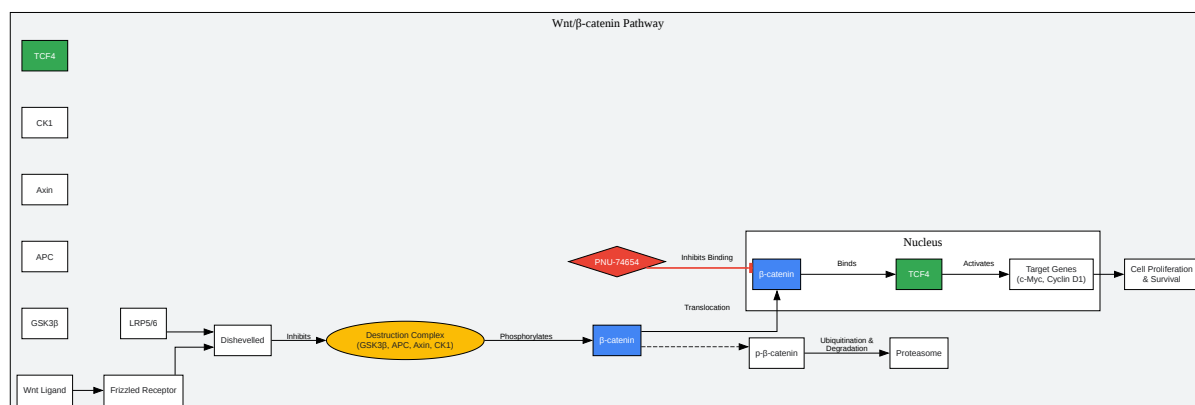 Wnt/β-catenin Pathway
TCF4
CK1
Axin
APC
GSK3β
LRP5/6
Wnt Ligand
Frizzled Receptor
Dishevelled
Inhibits
Destruction Complex
(GSK3β, APC, Axin, CK1)
Phosphorylates
β-catenin
PNU-74654
Inhibits Binding
Translocation
Nucleus
β-catenin
Binds
TCF4
Activates
Target Genes
(c-Myc, Cyclin D1)
Cell Proliferation
& Survival
p-β-catenin
Ubiquitination &
Degradation
Proteasome